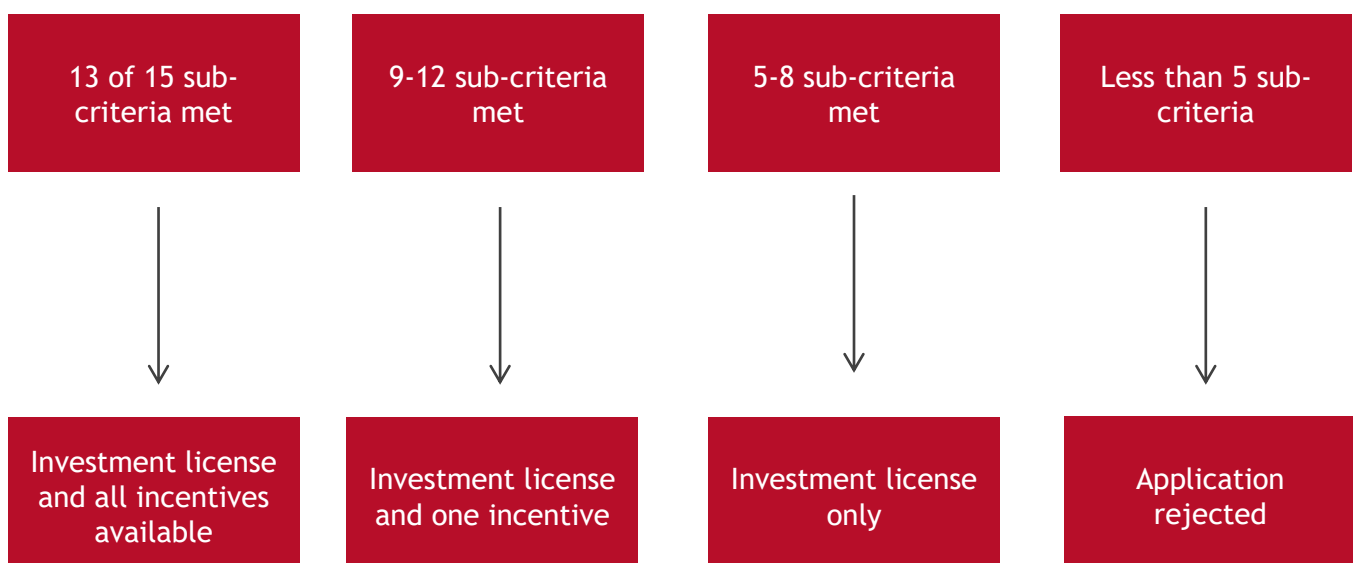 13 of 15 sub-
criteria met
9-12 sub-criteria
met
5-8 sub-criteria
met
Less than 5 sub-
criteria
Investment license
and all incentives
available
Investment license
and one incentive
Investment license
only
Application
rejected